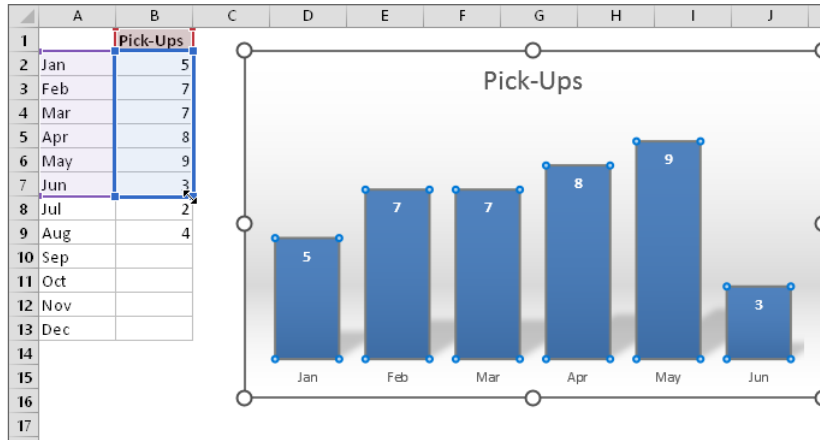 A B C D E F G H I J
1 Pick-Ups
2 Jan 5
3 Feb 7
4 Mar 7
5 Apr 8
6 May 9
7 Jun 3
8 Jul 2
9 Aug 4
10 Sep
11 Oct
12 Nov
13 Dec
14
15
16
17
Pick-Ups
5 7 7 8 9 3
Jan Feb Mar Apr May Jun